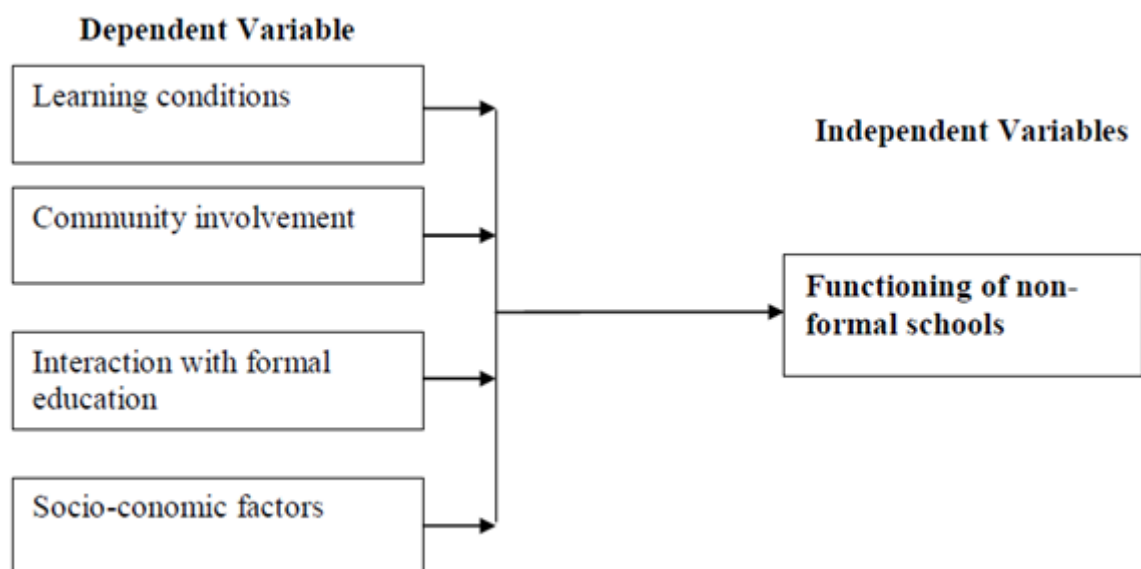 Dependent Variable
Learning conditions
Community involvement
Interaction with formal
education
Socio-conomic factors
Independent Variables
Functioning of non-
formal schools